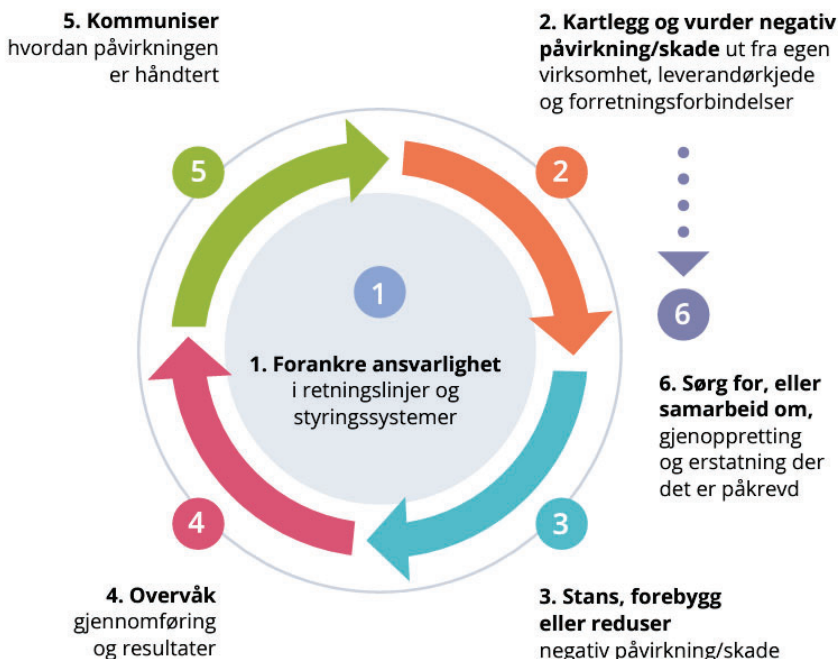 5. Kommuniser
hvordan påvirkningen
er håndtert
2. Kartlegg og vurder negativ
påvirkning/skade ut fra egen
virksomhet, leverandørkjede
og forretningsforbindelser
5
2
1
1. Forankre ansvarlighet
i retningslinjer og
styringssystemer
6
6. Sørg for, eller
samarbeid om,
gjenoppretting
og erstatning der
det er påkrevd
4
3
4. Overvåk
gjennomføring
og resultater
3. Stans, forebygg
eller reduser
negativ påvirkning/skade